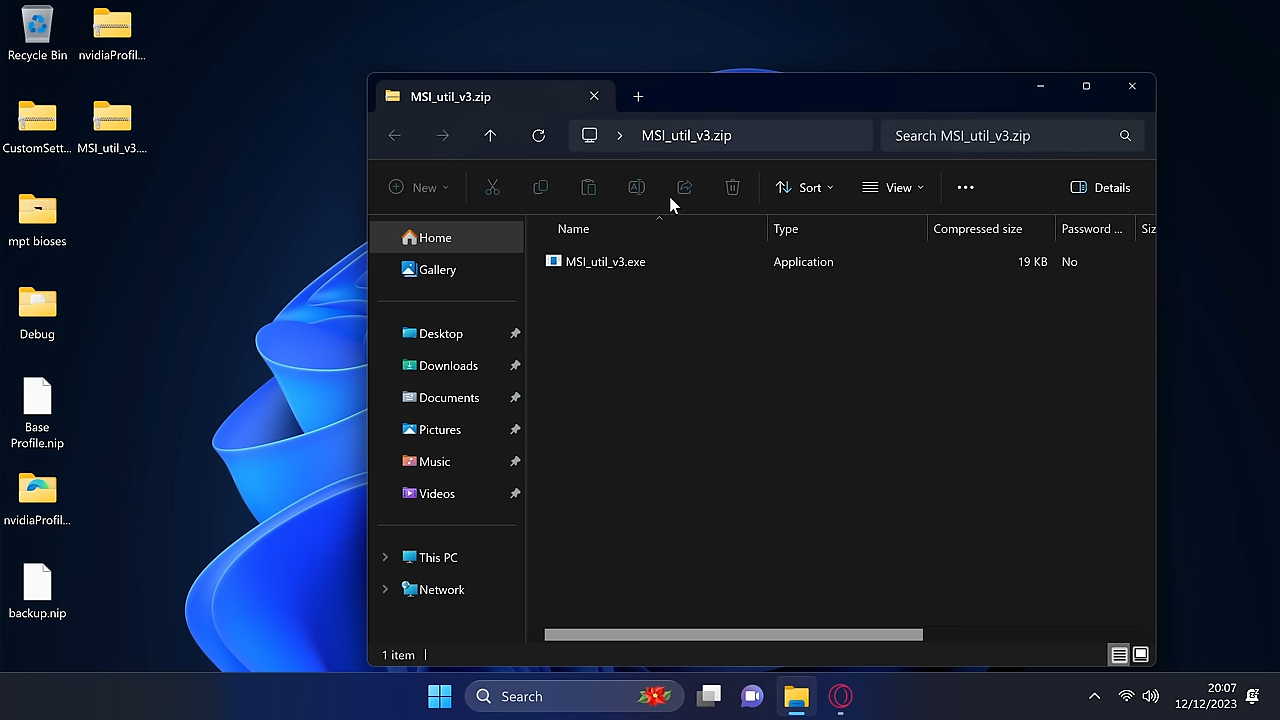 Recycle Bin
nvidiaProfil...
CustomSett...
MSI_util_v3....
mpt bioses
Debug
Base
Profile.nip
nvidiaProfil...
backup.nip
MSI_util_v3.zip
MSI_util_v3.zip
Search MSI_util_v3.zip
New
Sort
View
Details
Home
Gallery
Desktop
Downloads
Documents
Pictures
Music
Videos
This PC
Network
Name
Type
Compressed size
Password ...
Siz
MSI_util_v3.exe
Application
19 KB
No
1 item
Search
20:07
12/12/2023